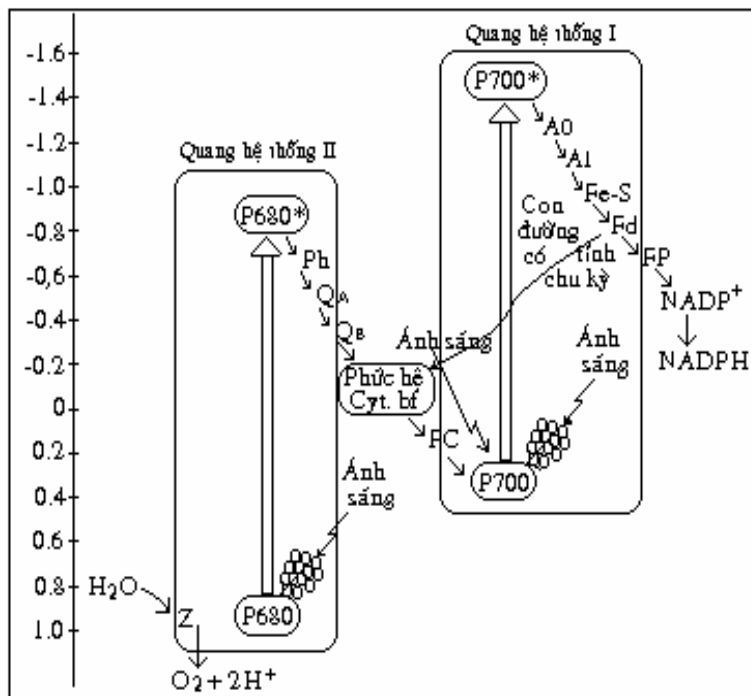 Quang hệ thống I
-1.6
-1.4
P700*
-1.2
A0
Quang hệ thống II
A1
-1.0
Fe-S
P680*
Con
Fd
-0.8
đường
có
tính
Ph
FP
-0,6
chu kỳ
QA
NADP+
-0.4
QB
Ánh sáng
Ánh
sáng
-0.2
NADPH
Phức hệ
Cyt. bf
0
PC
0.2
P700
Ánh
sáng
0.4
0.6
0.8
H2O
Z
P680
1.0
O2 + 2H+